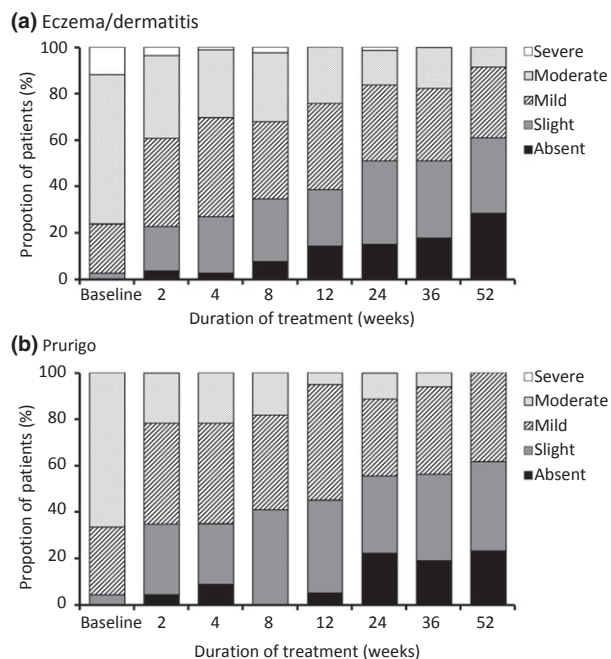 (a) Eczema/dermatitis
Propotion of patients (%)
100
80
60
40
20
0
Baseline 2 4 8 12 24 36 52
Duration of treatment (weeks)
Severe
Moderate
Mild
Slight
Absent
(b) Prurigo
Propotion of patients (%)
100
80
60
40
20
0
Baseline 2 4 8 12 24 36 52
Duration of treatment (weeks)
Severe
Moderate
Mild
Slight
Absent